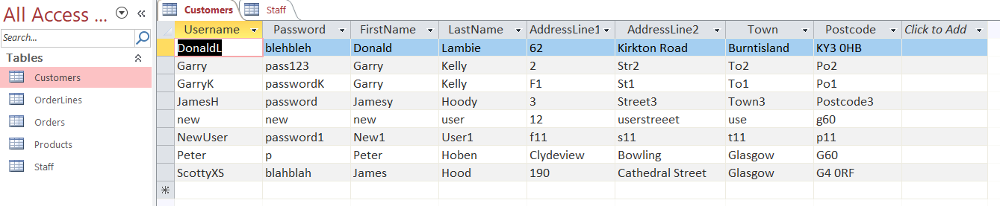 All Access ...
Search...
Tables
Customers
OrderLines
Orders
Products
Staff
Customers Staff
Username Password FirstName LastName AddressLine1 AddressLine2 Town Postcode Click to Add
DonaldL blehbleh Donald Lambie 62 Kirkton Road Burntisland KY3 0HB
Garry pass123 Garry Kelly 2 Str2 To2 Po2
GarryK passwordK Garry Kelly F1 St1 To1 Po1
JamesH password Jamesy Hoody 3 Street3 Town3 Postcode3
new new new user 12 userstreeet use g60
NewUser password1 New1 User1 f11 s11 t11 p11
Peter p Peter Hoben Clydeview Bowling Glasgow G60
ScottyXS blahblah James Hood 190 Cathedral Street Glasgow G4 0RF